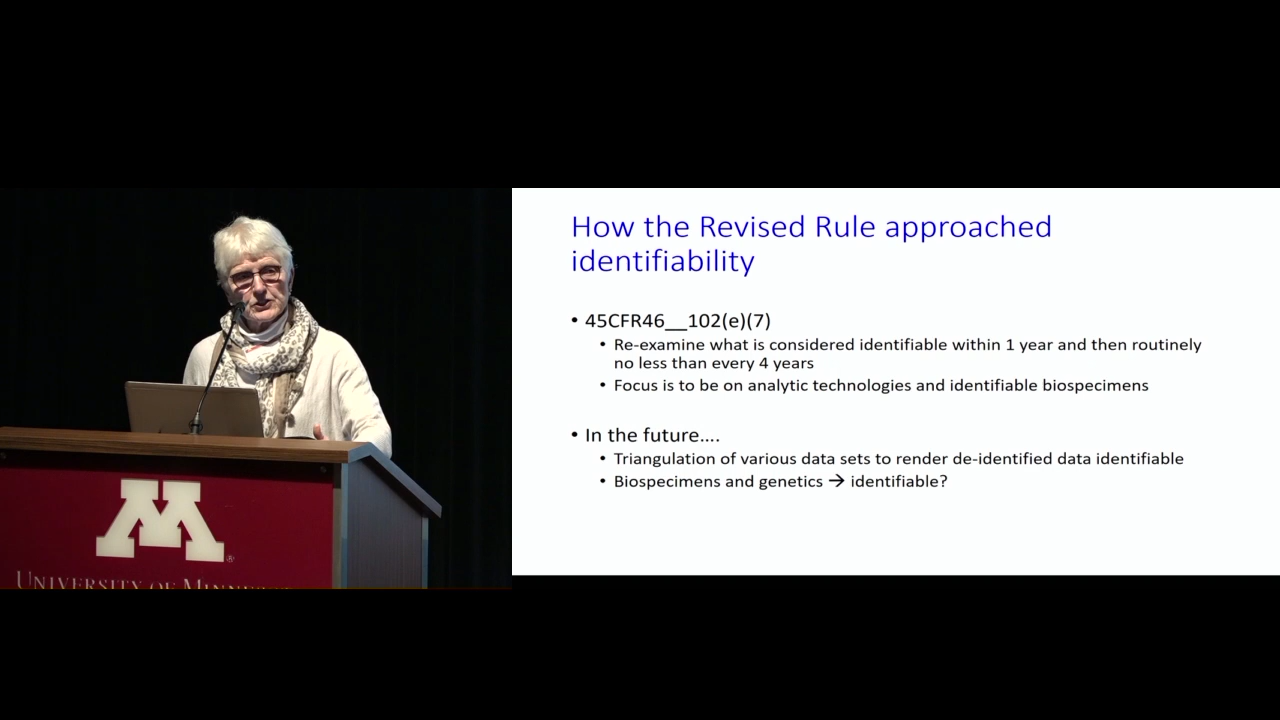 How the Revised Rule approached
identifiability
• 45CFR46__102(e)(7)
• Re-examine what is considered identifiable within 1 year and then routinely
no less than every 4 years
• Focus is to be on analytic technologies and identifiable biospecimens
• In the future….
• Triangulation of various data sets to render de-identified data identifiable
• Biospecimens and genetics → identifiable?
M
®
UNIVERSITY OF